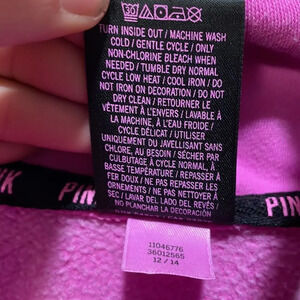 30
TURN INSIDE OUT / MACHINE WASH
COLD / GENTLE CYCLE / ONLY
NON-CHLORINE BLEACH WHEN
NEEDED / TUMBLE DRY NORMAL
CYCLE LOW HEAT / COOL IRON / DO
NOT IRON ON DECORATION / DO NOT
DRY CLEAN / RETOURNER LE
VÊTEMENT À L'ENVERS / LAVABLE À
LA MACHINE, À L'EAU FROIDE /
CYCLE DÉLICAT / UTILISER
UNIQUEMENT DU JAVELLISANT SANS
CHLORE, AU BESOIN / SÉCHER PAR
CULBUTAGE À CYCLE NORMAL, À
BASSE TEMPÉRATURE / REPASSER À
FER DOUX / NE PAS REPASSER LES
ORNEMENTS / NE PAS NETTOYER À
SEC / LAVAR DEL LADO DEL REVÉS /
NO PLANCHAR LA DECORACIÓN
NK
PIN
PINK
11046776
36012565
12 / 14